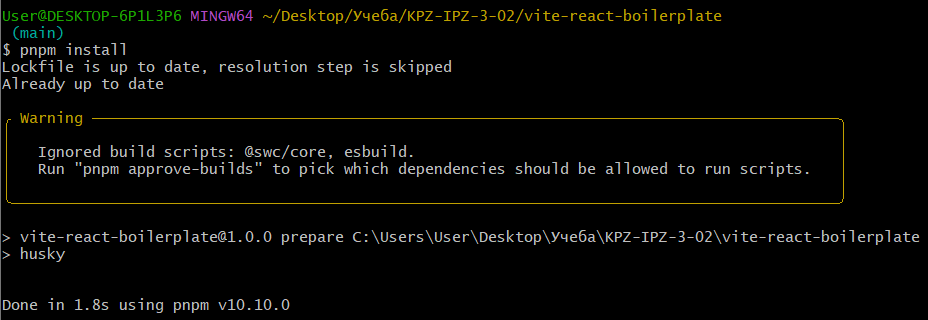 User@DESKTOP-6P1L3P6 MINGW64 ~/Desktop/Учеба/KPZ-IPZ-3-02/vite-react-boilerplate
(main)
$ pnpm install
Lockfile is up to date, resolution step is skipped
Already up to date
Warning
Ignored build scripts: @swc/core, esbuild.
Run "pnpm approve-builds" to pick which dependencies should be allowed to run scripts.
> vite-react-boilerplate@1.0.0 prepare C:\Users\User\Desktop\Учеба\KPZ-IPZ-3-02\vite-react-boilerplate
> husky
Done in 1.8s using pnpm v10.10.0